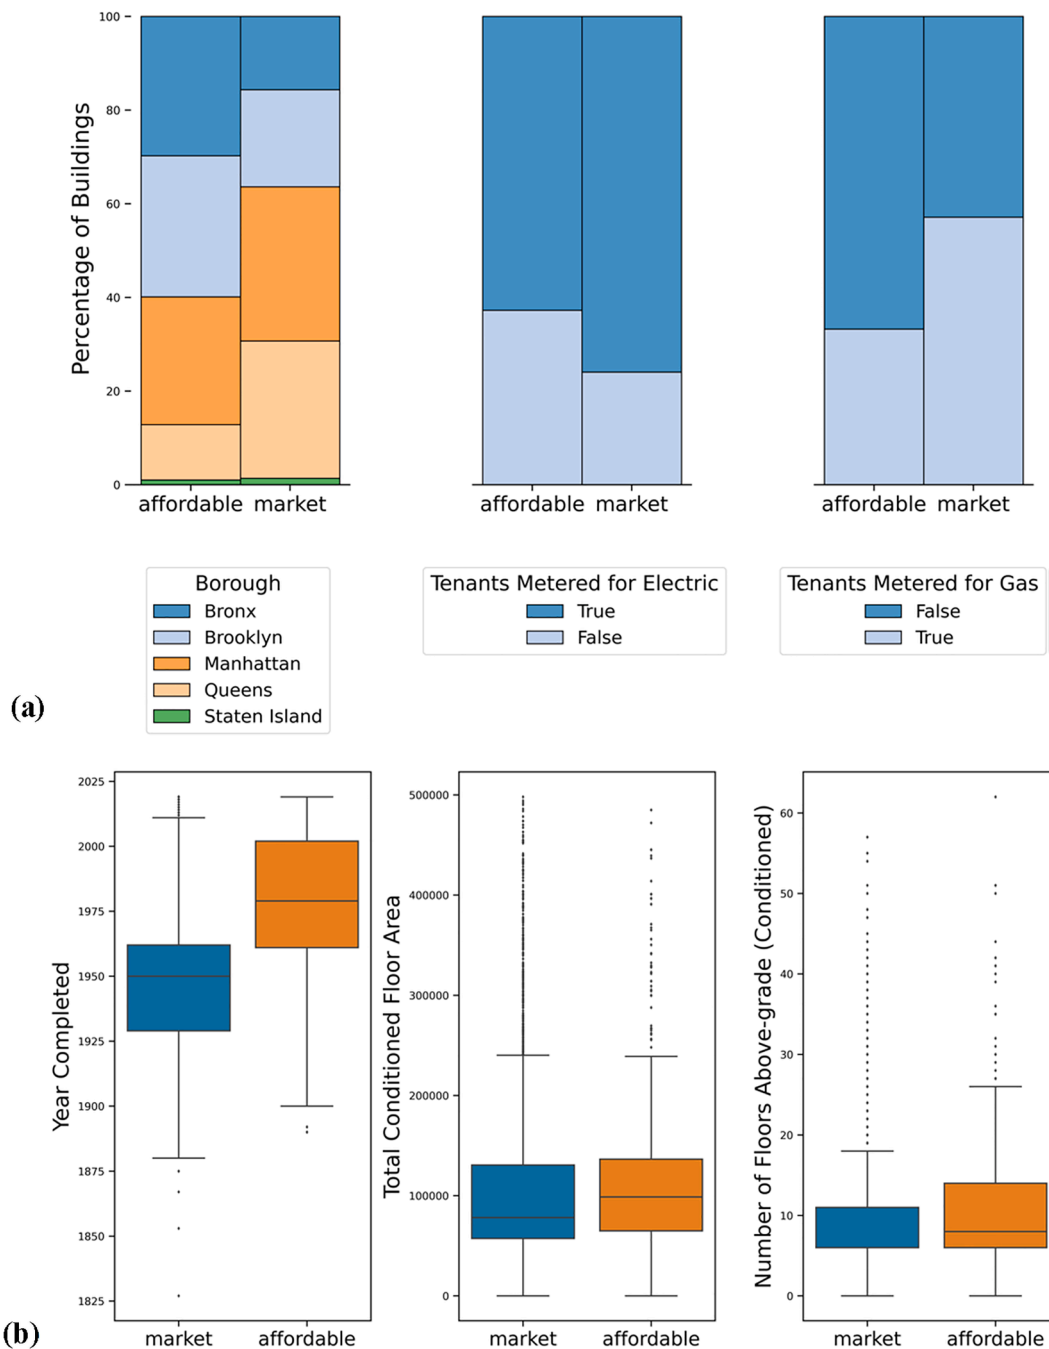 100
80
60
40
20
0
Percentage of Buildings
affordable market
affordable market
affordable market
Borough
Bronx
Brooklyn
Manhattan
Queens
Staten Island
Tenants Metered for Electric
True
False
Tenants Metered for Gas
False
True
(a)
2025
2000
1975
1950
1925
1900
1875
1850
1825
Year Completed
market affordable
500000
400000
300000
200000
100000
0
Total Conditioned Floor Area
market affordable
60
50
40
30
20
10
0
Number of Floors Above-grade (Conditioned)
market affordable
(b)